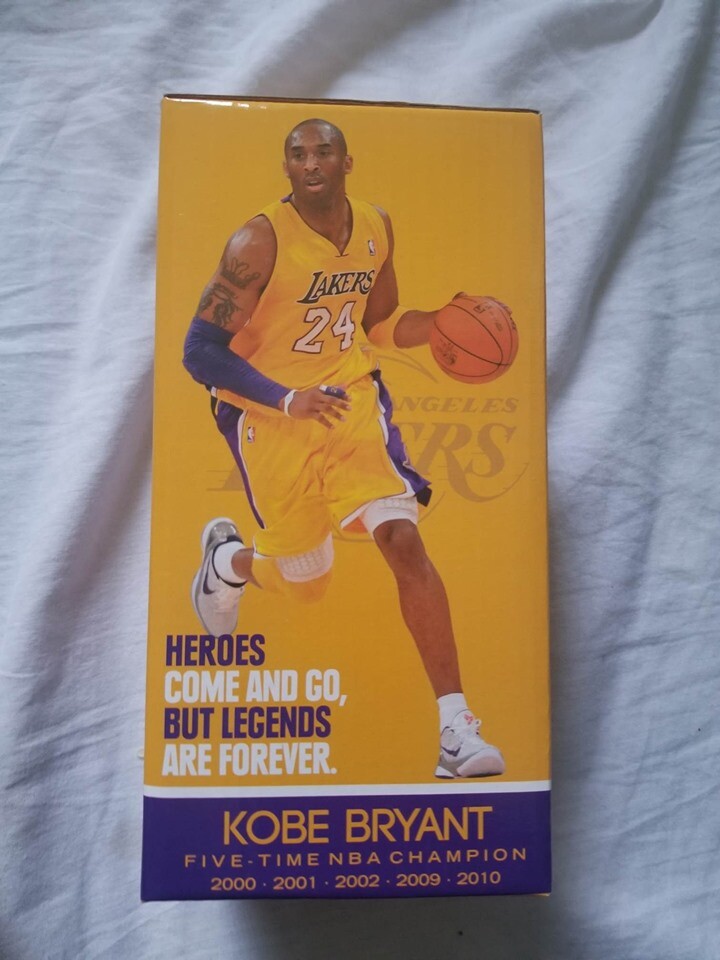 LAKERS
24
ANGELES
HEROES
COME AND GO,
BUT LEGENDS
ARE FOREVER.
KOBE BRYANT
FIVE-TIME NBA CHAMPION
2000 · 2001 · 2002 · 2009 · 2010